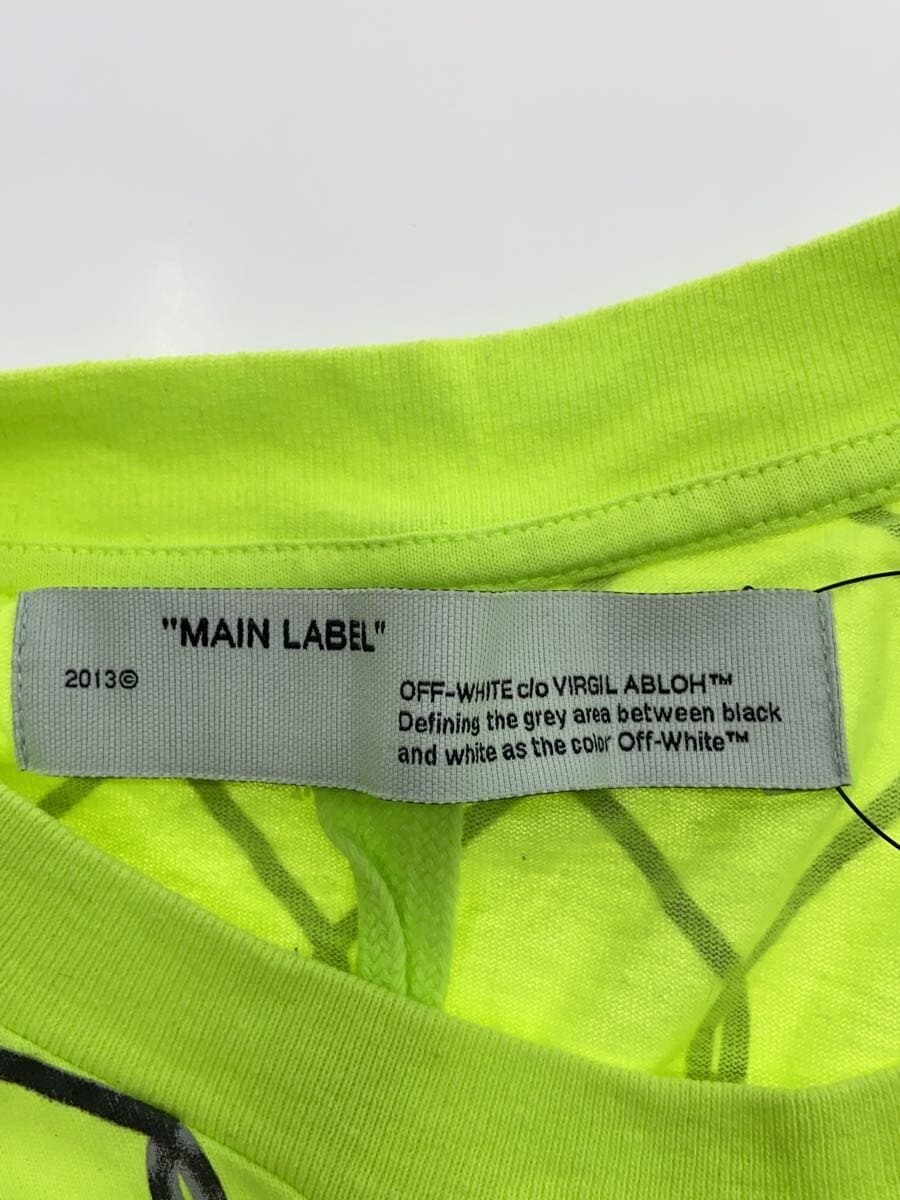 "MAIN LABEL"
2013©
OFF-WHITE c/o VIRGIL ABLOH™
Defining the grey area between black
and white as the color Off-White™